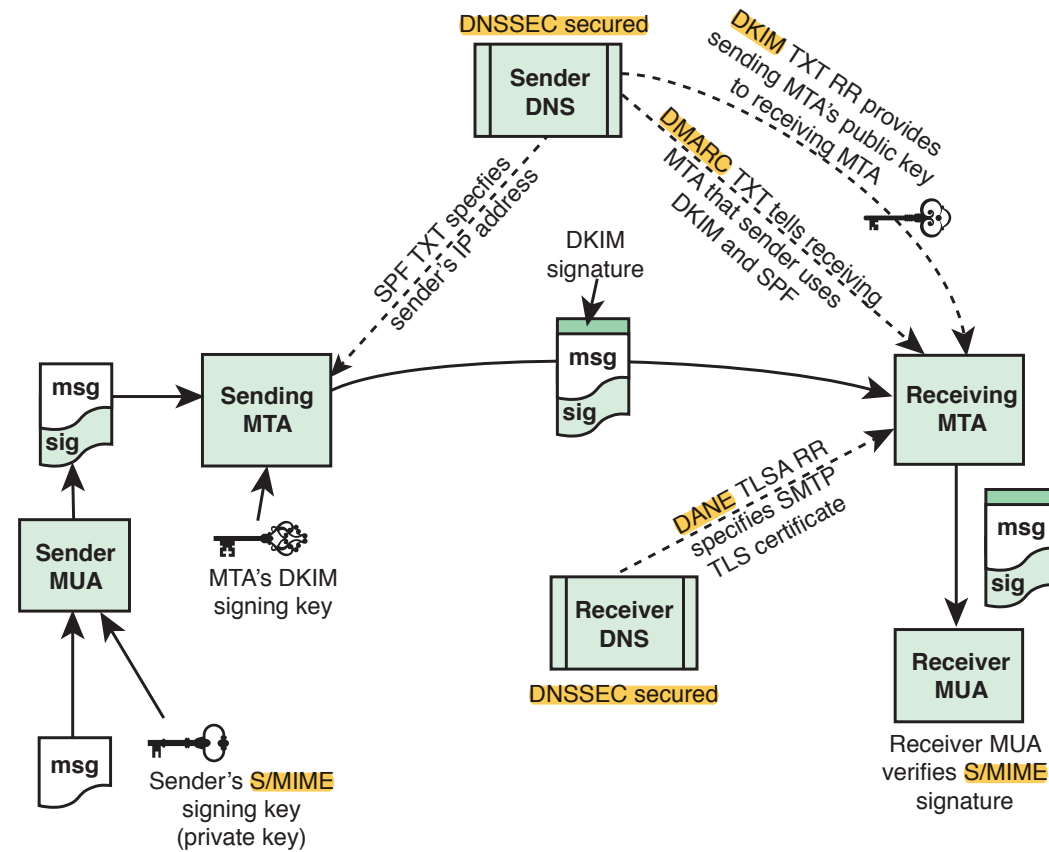 DNSSEC secured
Sender
DNS
DKIM TXT RR provides
sending MTA's public key
to receiving MTA
DMARC TXT tells receiving
MTA that sender uses
DKIM and SPF
SPF TXT specfies
sender's IP address
DKIM
signature
msg
sig
Sending
MTA
msg
sig
Receiving
MTA
DANE TLSA RR
specifies SMTP
TLS certificate
Sender
MUA
MTA's DKIM
signing key
Receiver
DNS
DNSSEC secured
msg
sig
Receiver
MUA
Receiver MUA
verifies S/MIME
signature
msg
Sender's S/MIME
signing key
(private key)